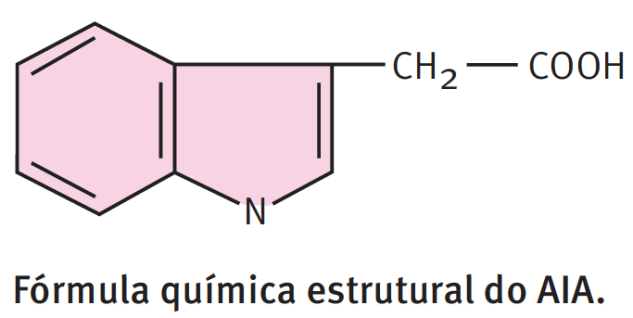 CH₂ — COOH
N
Fórmula química estrutural do AIA.